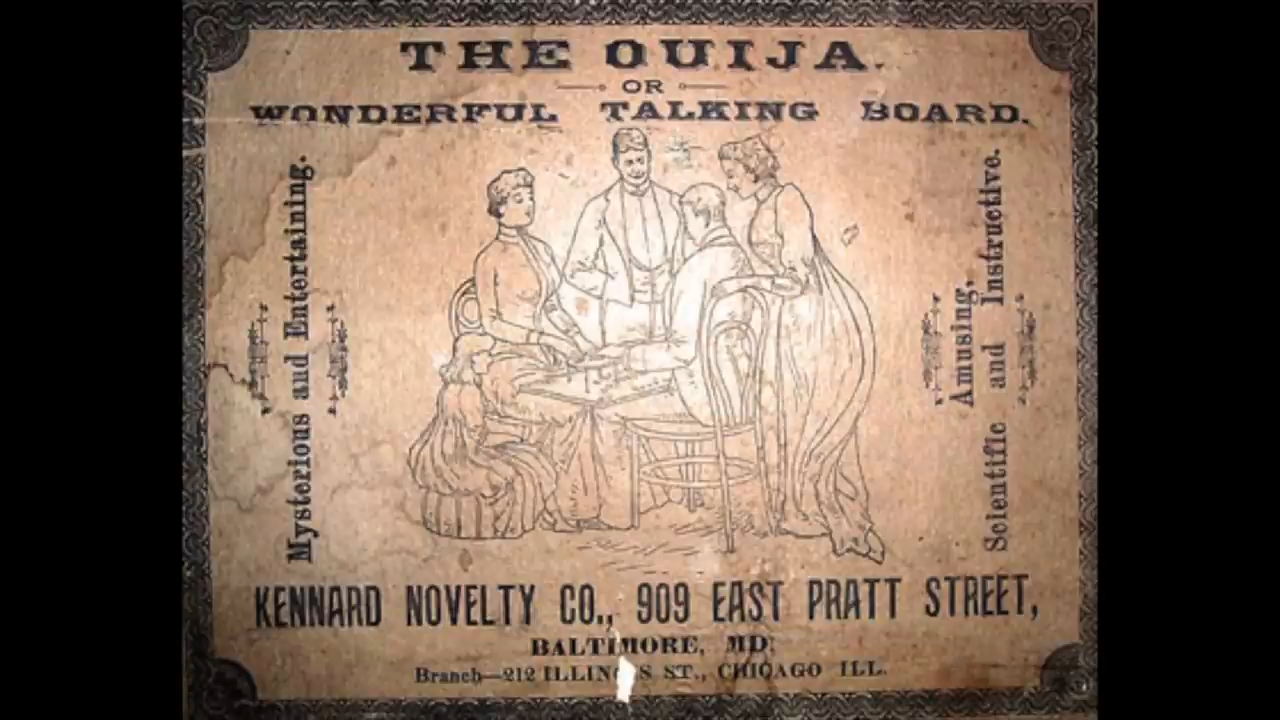 THE OUIJA.
OR
WONDERFUL TALKING BOARD.
Mysterious and Entertaining.
Amusing,
Scientific and Instructive.
KENNARD NOVELTY CO., 909 EAST PRATT STREET,
BALTIMORE, MD.
Branch—212 ILLINOIS ST., CHICAGO ILL.